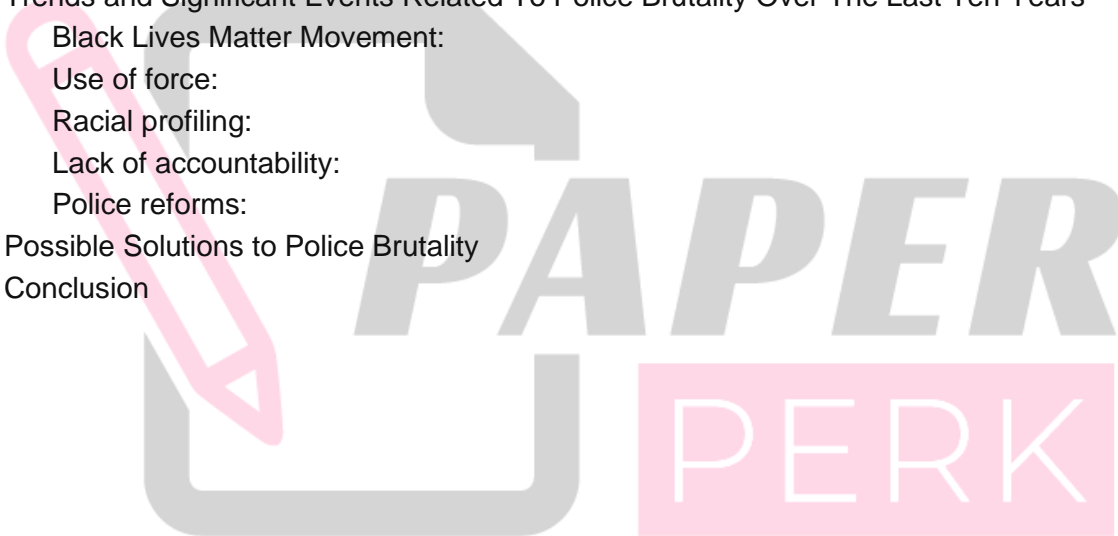 Trends and Significant Events Related To Police Brutality Over The Last Ten Years
Black Lives Matter Movement:
Use of force:
Racial profiling:
Lack of accountability:
Police reforms:
Possible Solutions to Police Brutality
Conclusion
PAPER
PERK